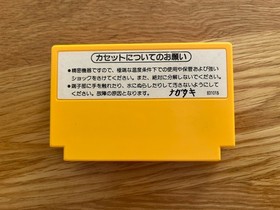 カセットについてのお願い
●精密機器ですので、極端な温度条件下での使用や保管および強い
ショックをさけてください。また、絶対に分解しないでください。
●端子部に手を触れたり、水にぬらしたりして汚さないようにして
ください。故障の原因となります。
ナガサキ